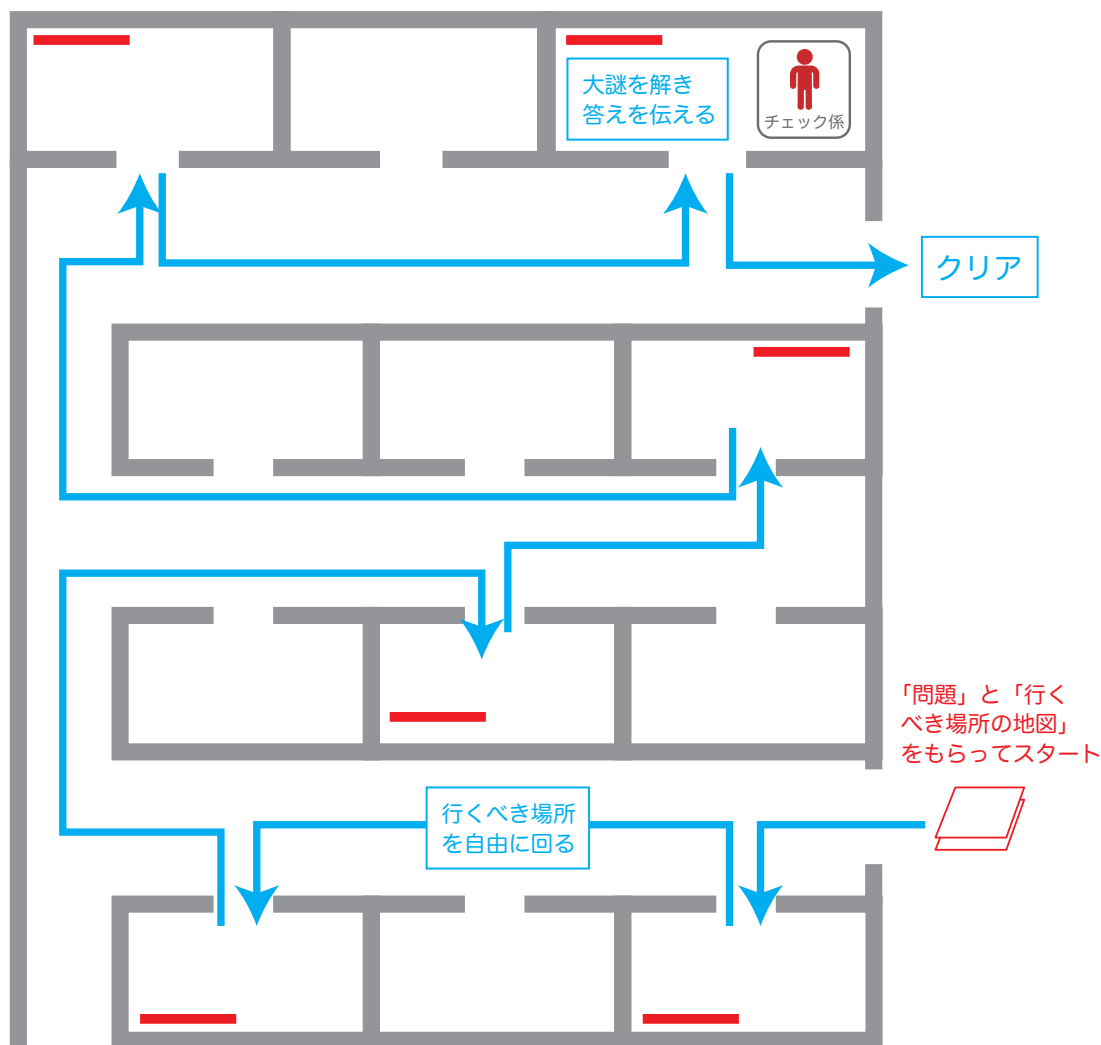 大謎を解き
答えを伝える
チェック係
クリア
「問題」と「行く
べき場所の地図」
をもらってスタート
行くべき場所
を自由に回る